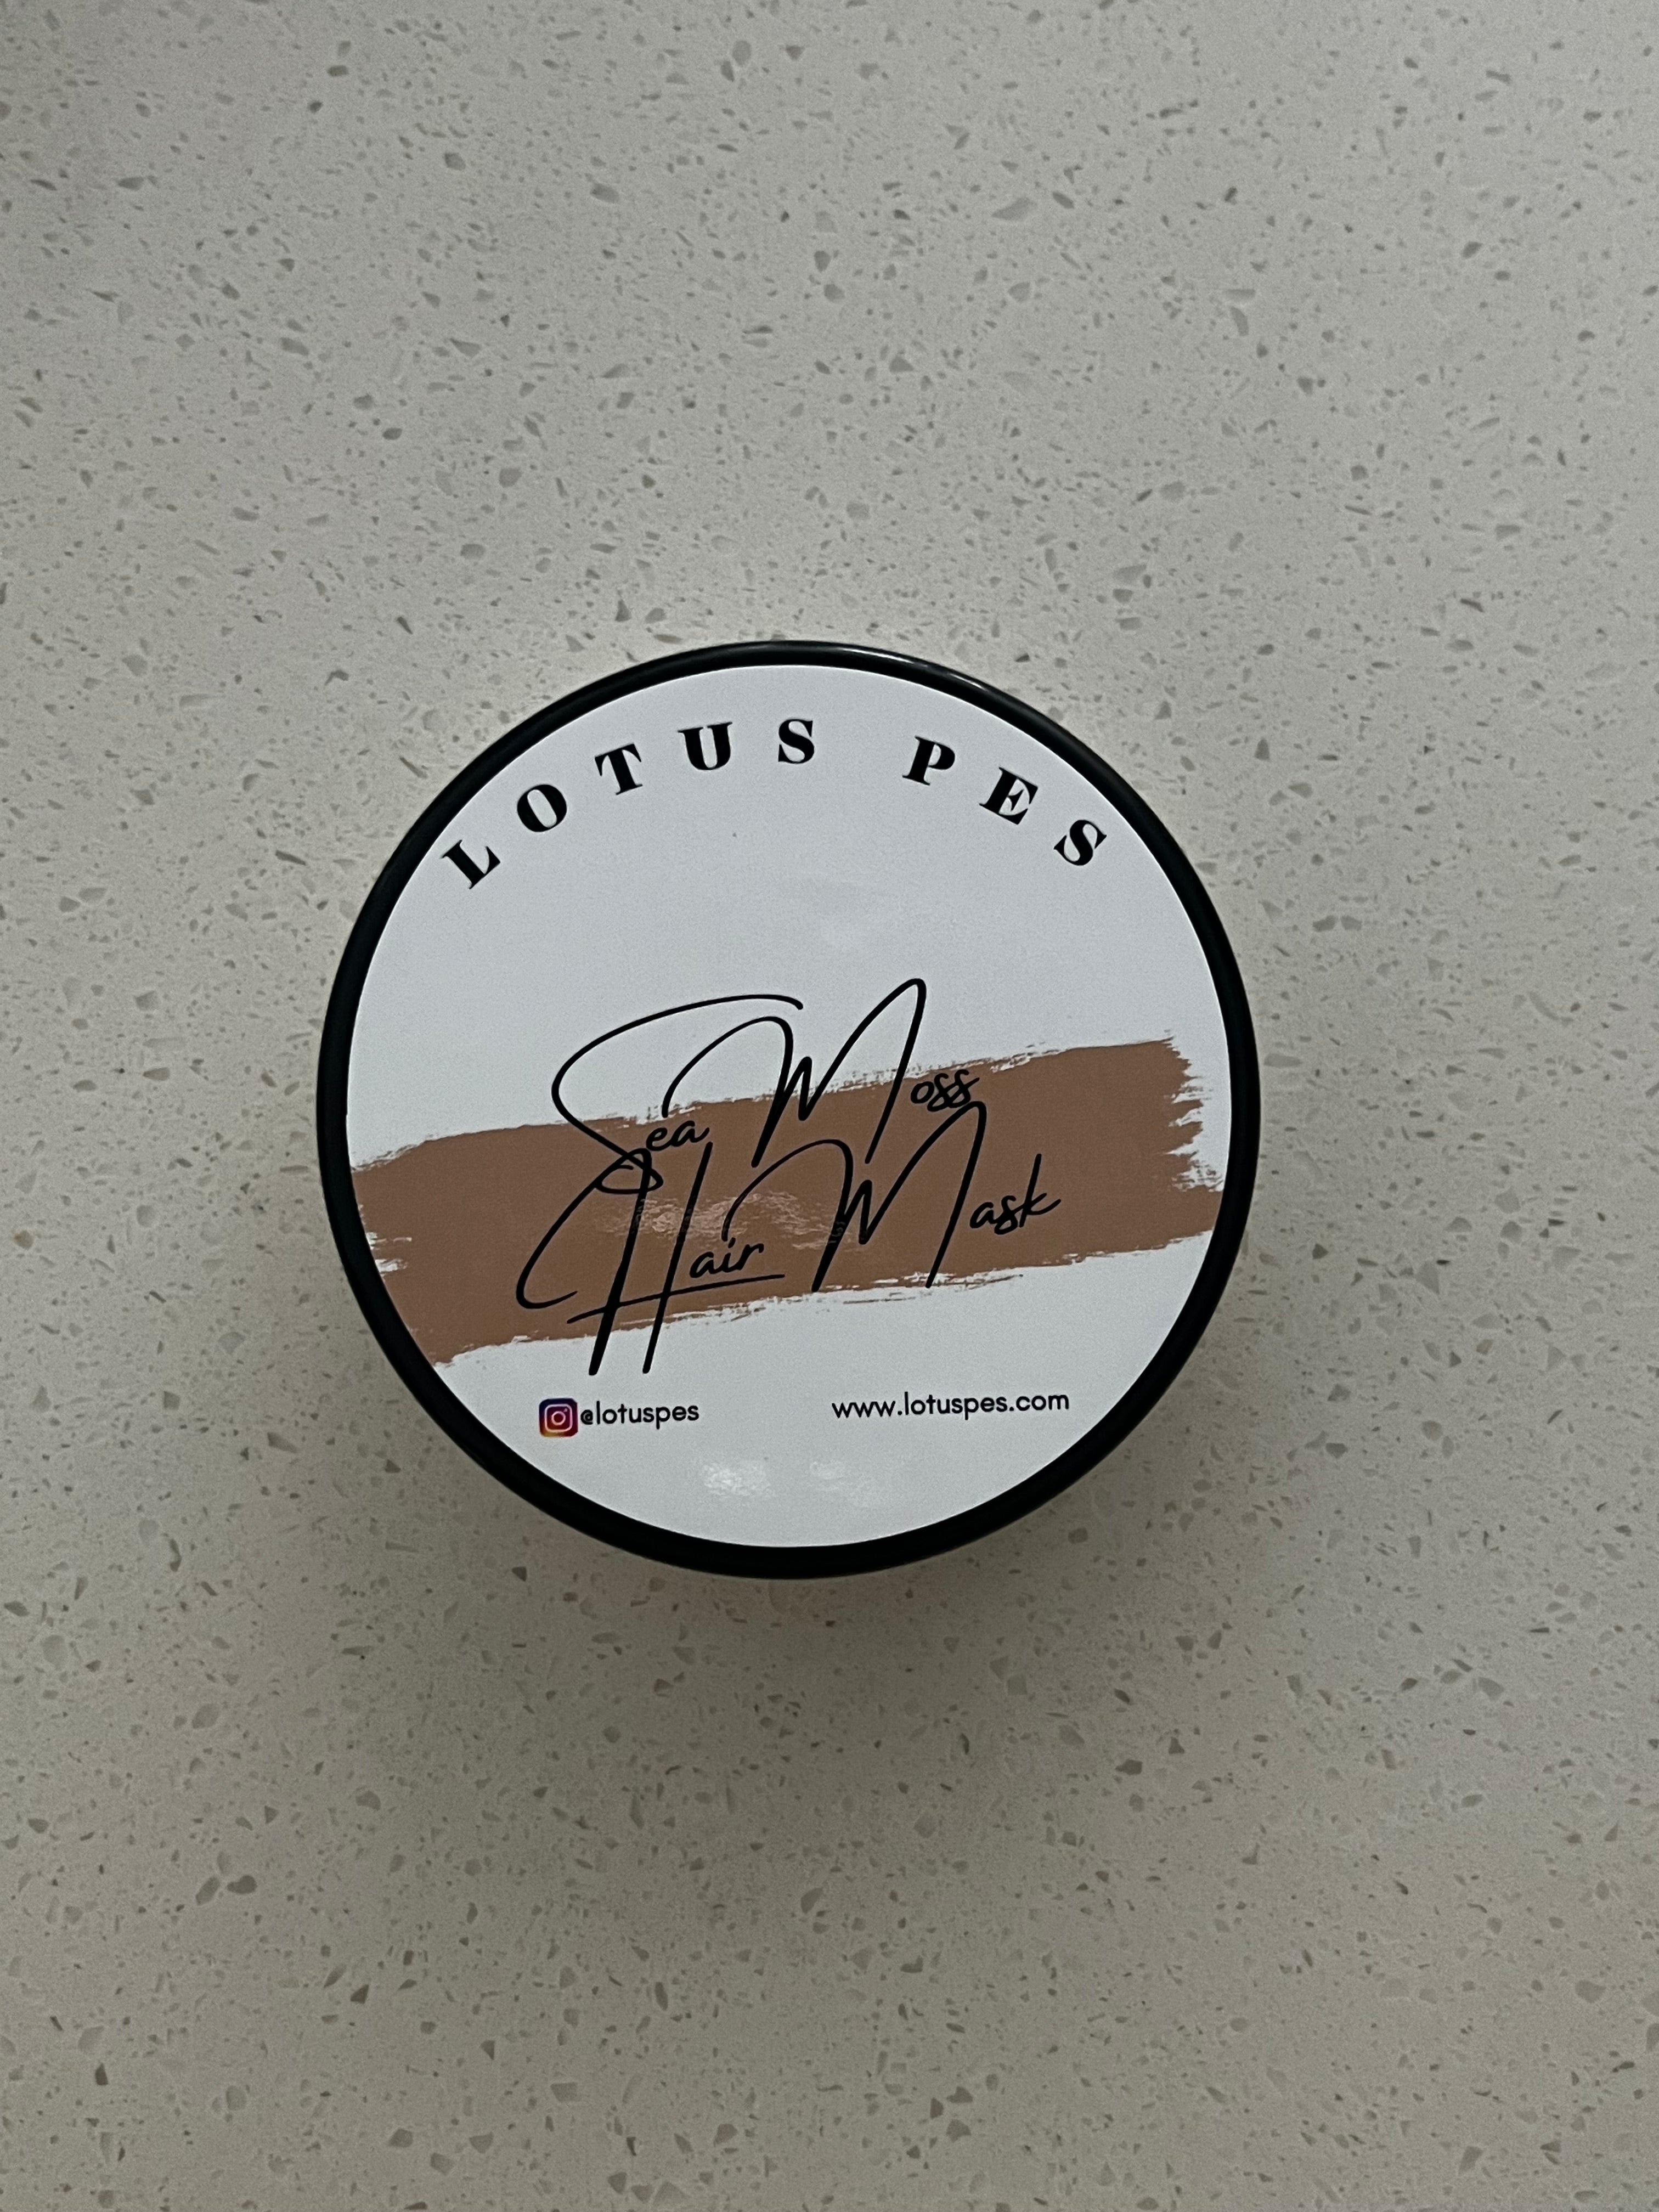 LOTUS PES
Sea Moss
Hair Mask
@lotuspes
www.lotuspes.com